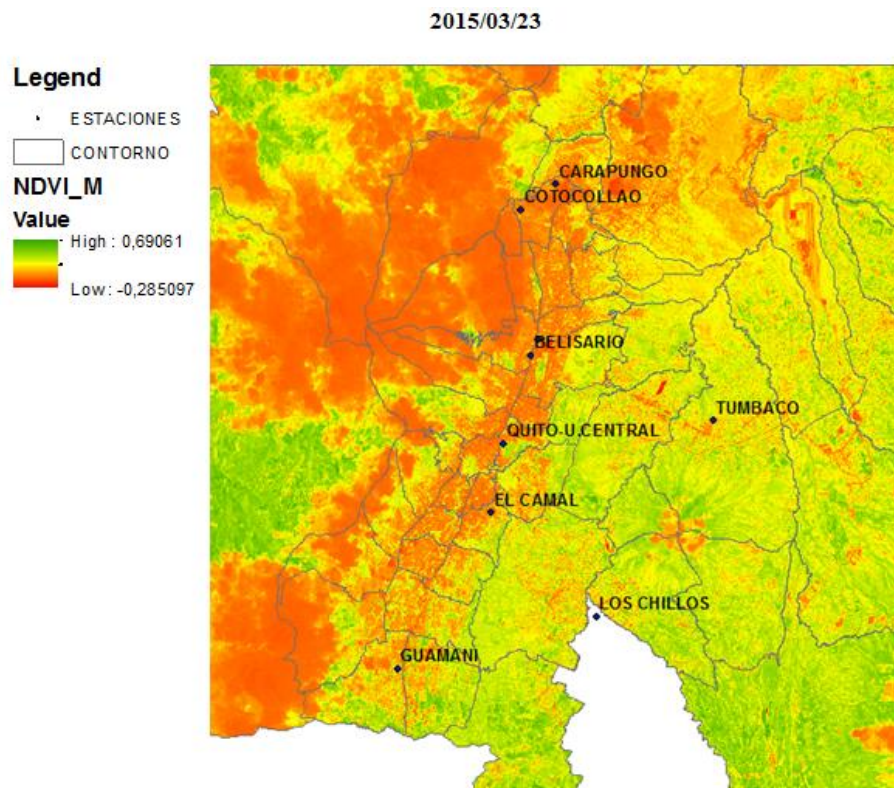 2015/03/23
Legend
ESTACIONES
CONTORNO
NDVI_M
Value
High : 0,69061
Low : -0,285097
CARAPUNGO
COTOCOLLAO
BELISARIO
TUMBACO
QUITO-U.CENTRAL
EL CAMAL
LOS CHILLOS
GUAMANI